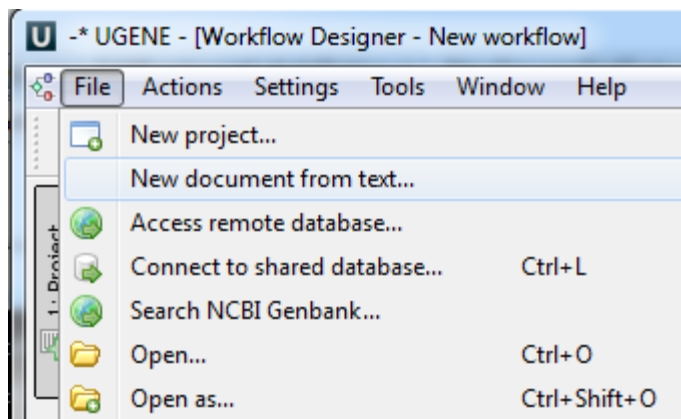 U -* UGENE - [Workflow Designer - New workflow]
File Actions Settings Tools Window Help
New project...
New document from text...
Access remote database...
Connect to shared database... Ctrl+L
Search NCBI Genbank...
Open... Ctrl+O
Open as... Ctrl+Shift+O
1: Project